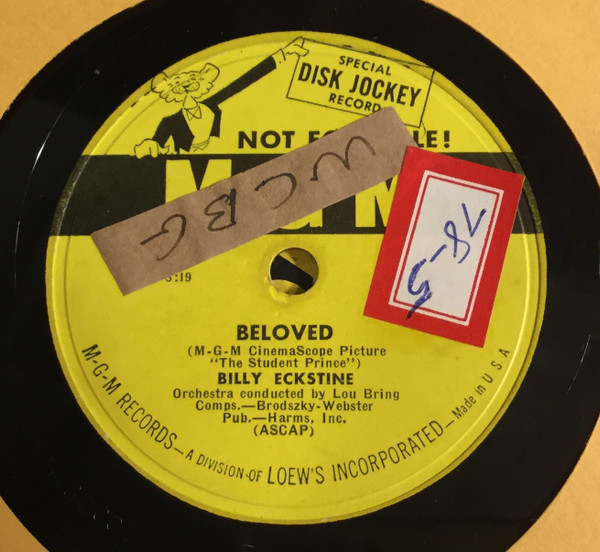 SPECIAL
DISK JOCKEY
RECORD
NOT FO LE!
M-G-M
WCBG
78-5
3:19
BELOVED
(M-G-M CinemaScope Picture
"The Student Prince")
BILLY ECKSTINE
Orchestra conducted by Lou Bring
Comps.—Brodszky-Webster
Pub.—Harms, Inc.
(ASCAP)
M-G-M RECORDS—A DIVISION OF LOEW'S INCORPORATED—Made in U S A